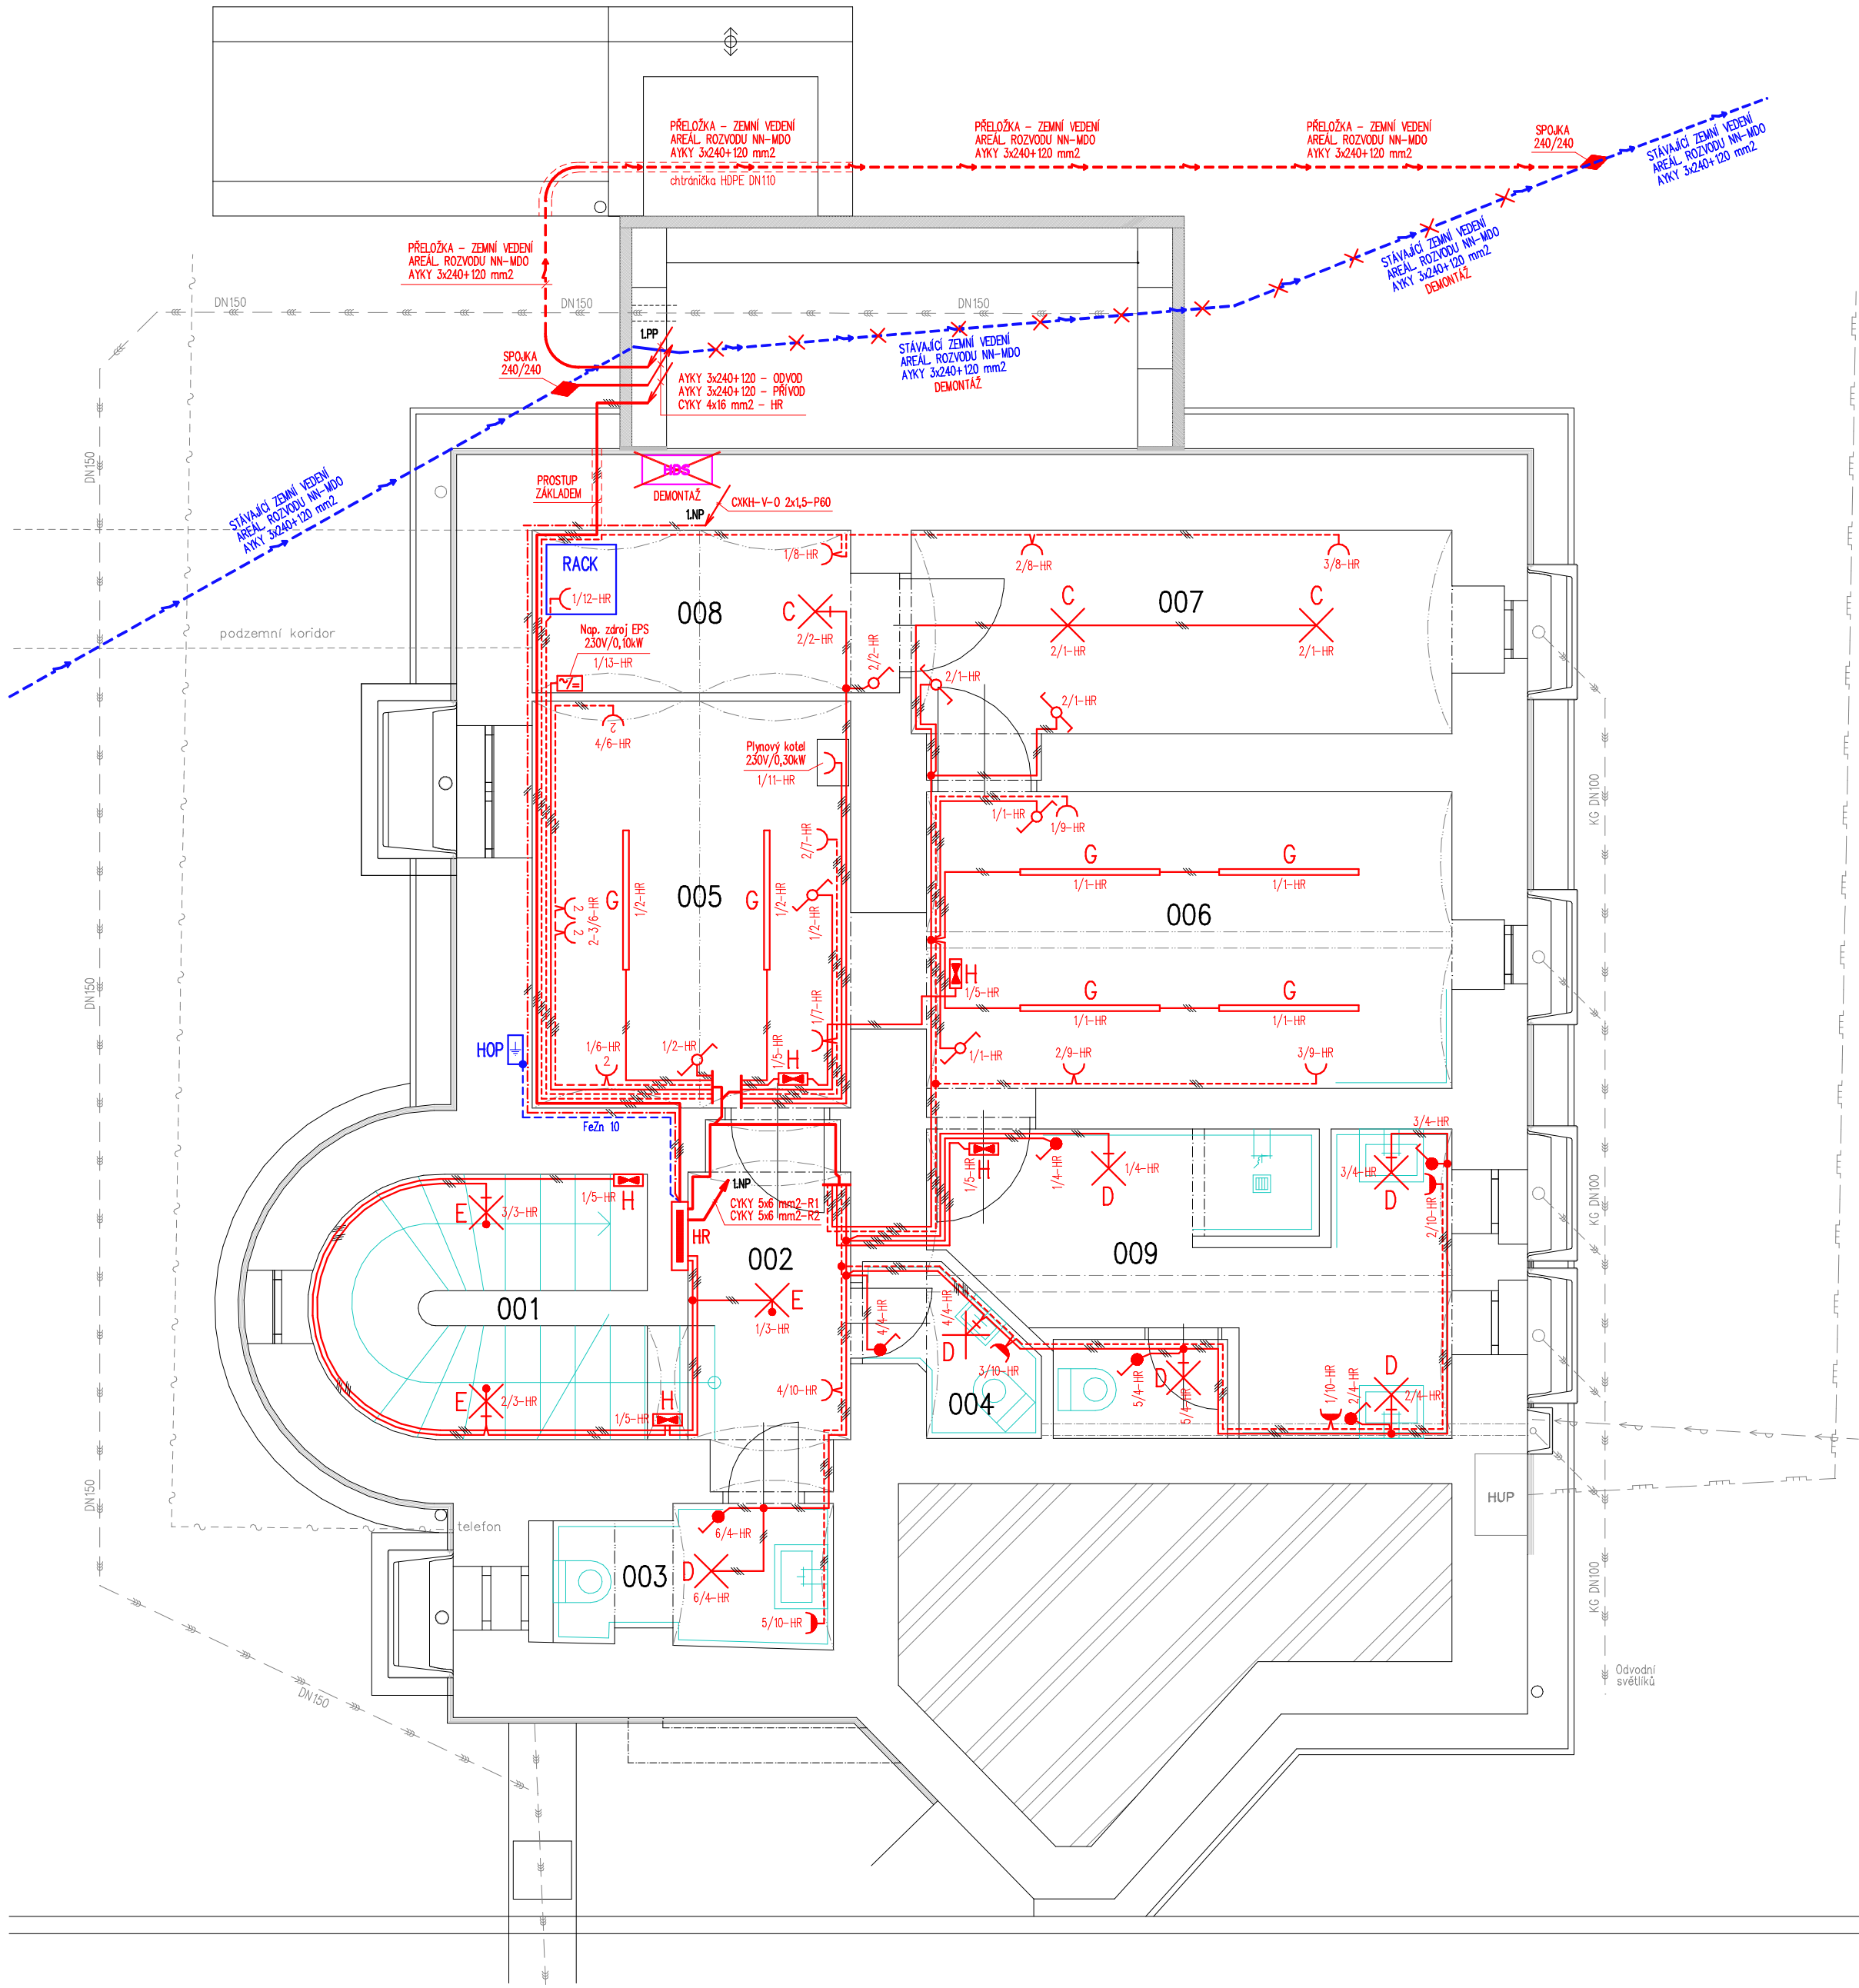 PŘELOŽKA - ZEMNÍ VEDENÍ
AREÁL. ROZVODU NN-MDO
AYKY 3x240+120 mm2
chtránička HDPE DN110
PŘELOŽKA - ZEMNÍ VEDENÍ
AREÁL. ROZVODU NN-MDO
AYKY 3x240+120 mm2
PŘELOŽKA - ZEMNÍ VEDENÍ
AREÁL. ROZVODU NN-MDO
AYKY 3x240+120 mm2
SPOJKA
240/240
STÁVAJÍCÍ ZEMNÍ VEDENÍ
AREÁL. ROZVODU NN-MDO
AYKY 3x240+120 mm2
PŘELOŽKA - ZEMNÍ VEDENÍ
AREÁL. ROZVODU NN-MDO
AYKY 3x240+120 mm2
STÁVAJÍCÍ ZEMNÍ VEDENÍ
AREÁL. ROZVODU NN-MDO
AYKY 3x240+120 mm2
DEMONTÁŽ
DN150
DN150
DN150
1.PP
SPOJKA
240/240
STÁVAJÍCÍ ZEMNÍ VEDENÍ
AREÁL. ROZVODU NN-MDO
AYKY 3x240+120 mm2
DEMONTÁŽ
AYKY 3x240+120 - ODVOD
AYKY 3x240+120 - PŘÍVOD
CYKY 4x16 mm2 - HR
DN150
STÁVAJÍCÍ ZEMNÍ VEDENÍ
AREÁL. ROZVODU NN-MDO
AYKY 3x240+120 mm2
PROSTUP
ZÁKLADEM
HDS
DEMONTÁŽ
1.NP
CXKH-V-O 2x1,5-P60
RACK
1/12-HR
1/8-HR
2/8-HR
3/8-HR
008
C
2/2-HR
2/2-HR
C
2/1-HR
007
C
2/1-HR
podzemní koridor
Nap. zdroj EPS
230V/0,10kW
1/13-HR
2/1-HR
2/1-HR
2
4/6-HR
Plynový kotel
230V/0,30kW
1/11-HR
1/1-HR
1/9-HR
KG DN100
2/7-HR
G
1/1-HR
G
1/1-HR
2
2
2-3/6-HR
G
1/2-HR
005
G
1/2-HR
1/2-HR
006
DN150
H
1/5-HR
G
1/1-HR
G
1/1-HR
HOP
1/6-HR
2
1/2-HR
1/7-HR
1/5-HR
H
1/1-HR
2/9-HR
3/9-HR
FeZn 10
3/4-HR
1/5-HR
H
1/4-HR
1/4-HR
D
3/4-HR
D
2/10-HR
1/5-HR
H
1.NP
CYKY 5x6 mm2-R1
CYKY 5x6 mm2-R2
E
3/3-HR
HR
002
009
KG DN100
001
E
1/3-HR
4/4-HR
4/4-HR
D
3/10-HR
E
2/3-HR
1/5-HR
H
4/10-HR
004
5/4-HR
D
5/4-HR
1/10-HR
2/4-HR
D
2/4-HR
DN150
telefon
HUP
6/4-HR
003
D
6/4-HR
5/10-HR
KG DN100
DN150
Odvodní
světlíků